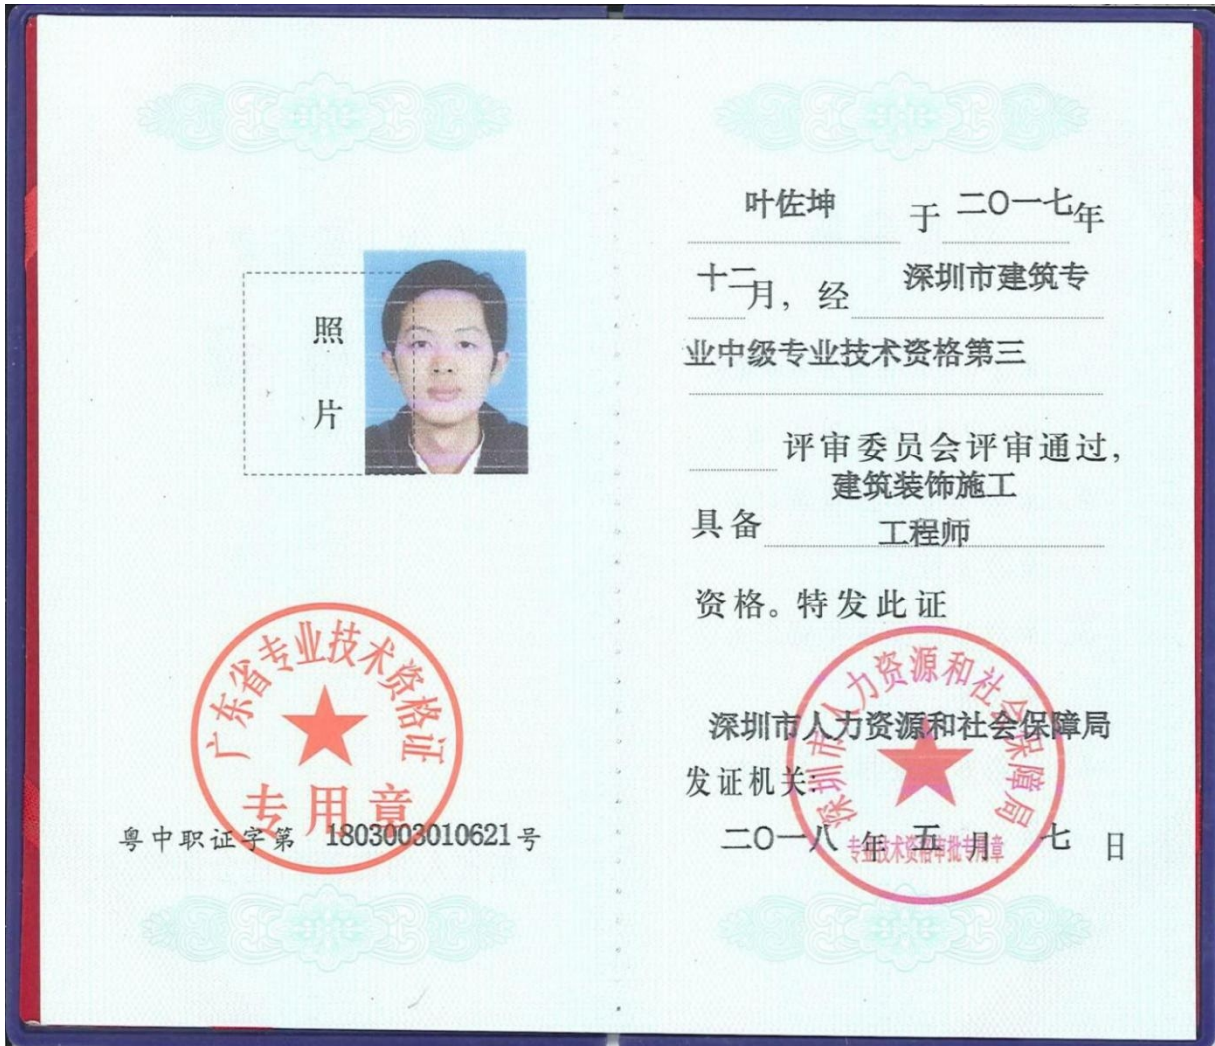 照
片
广东省专业技术资格证
专用章
粤中职证字第 1803003010621 号
叶佐坤 于 二〇一七年
十二月，经 深圳市建筑专
业中级专业技术资格第三
评审委员会评审通过，
建筑装饰施工
具备 工程师
资格。特发此证
深圳市人力资源和社会保障局
深圳市人力资源和社会保障局
发证机关：
二〇一八 年 五 月 七 日
专业技术资格审批专用章